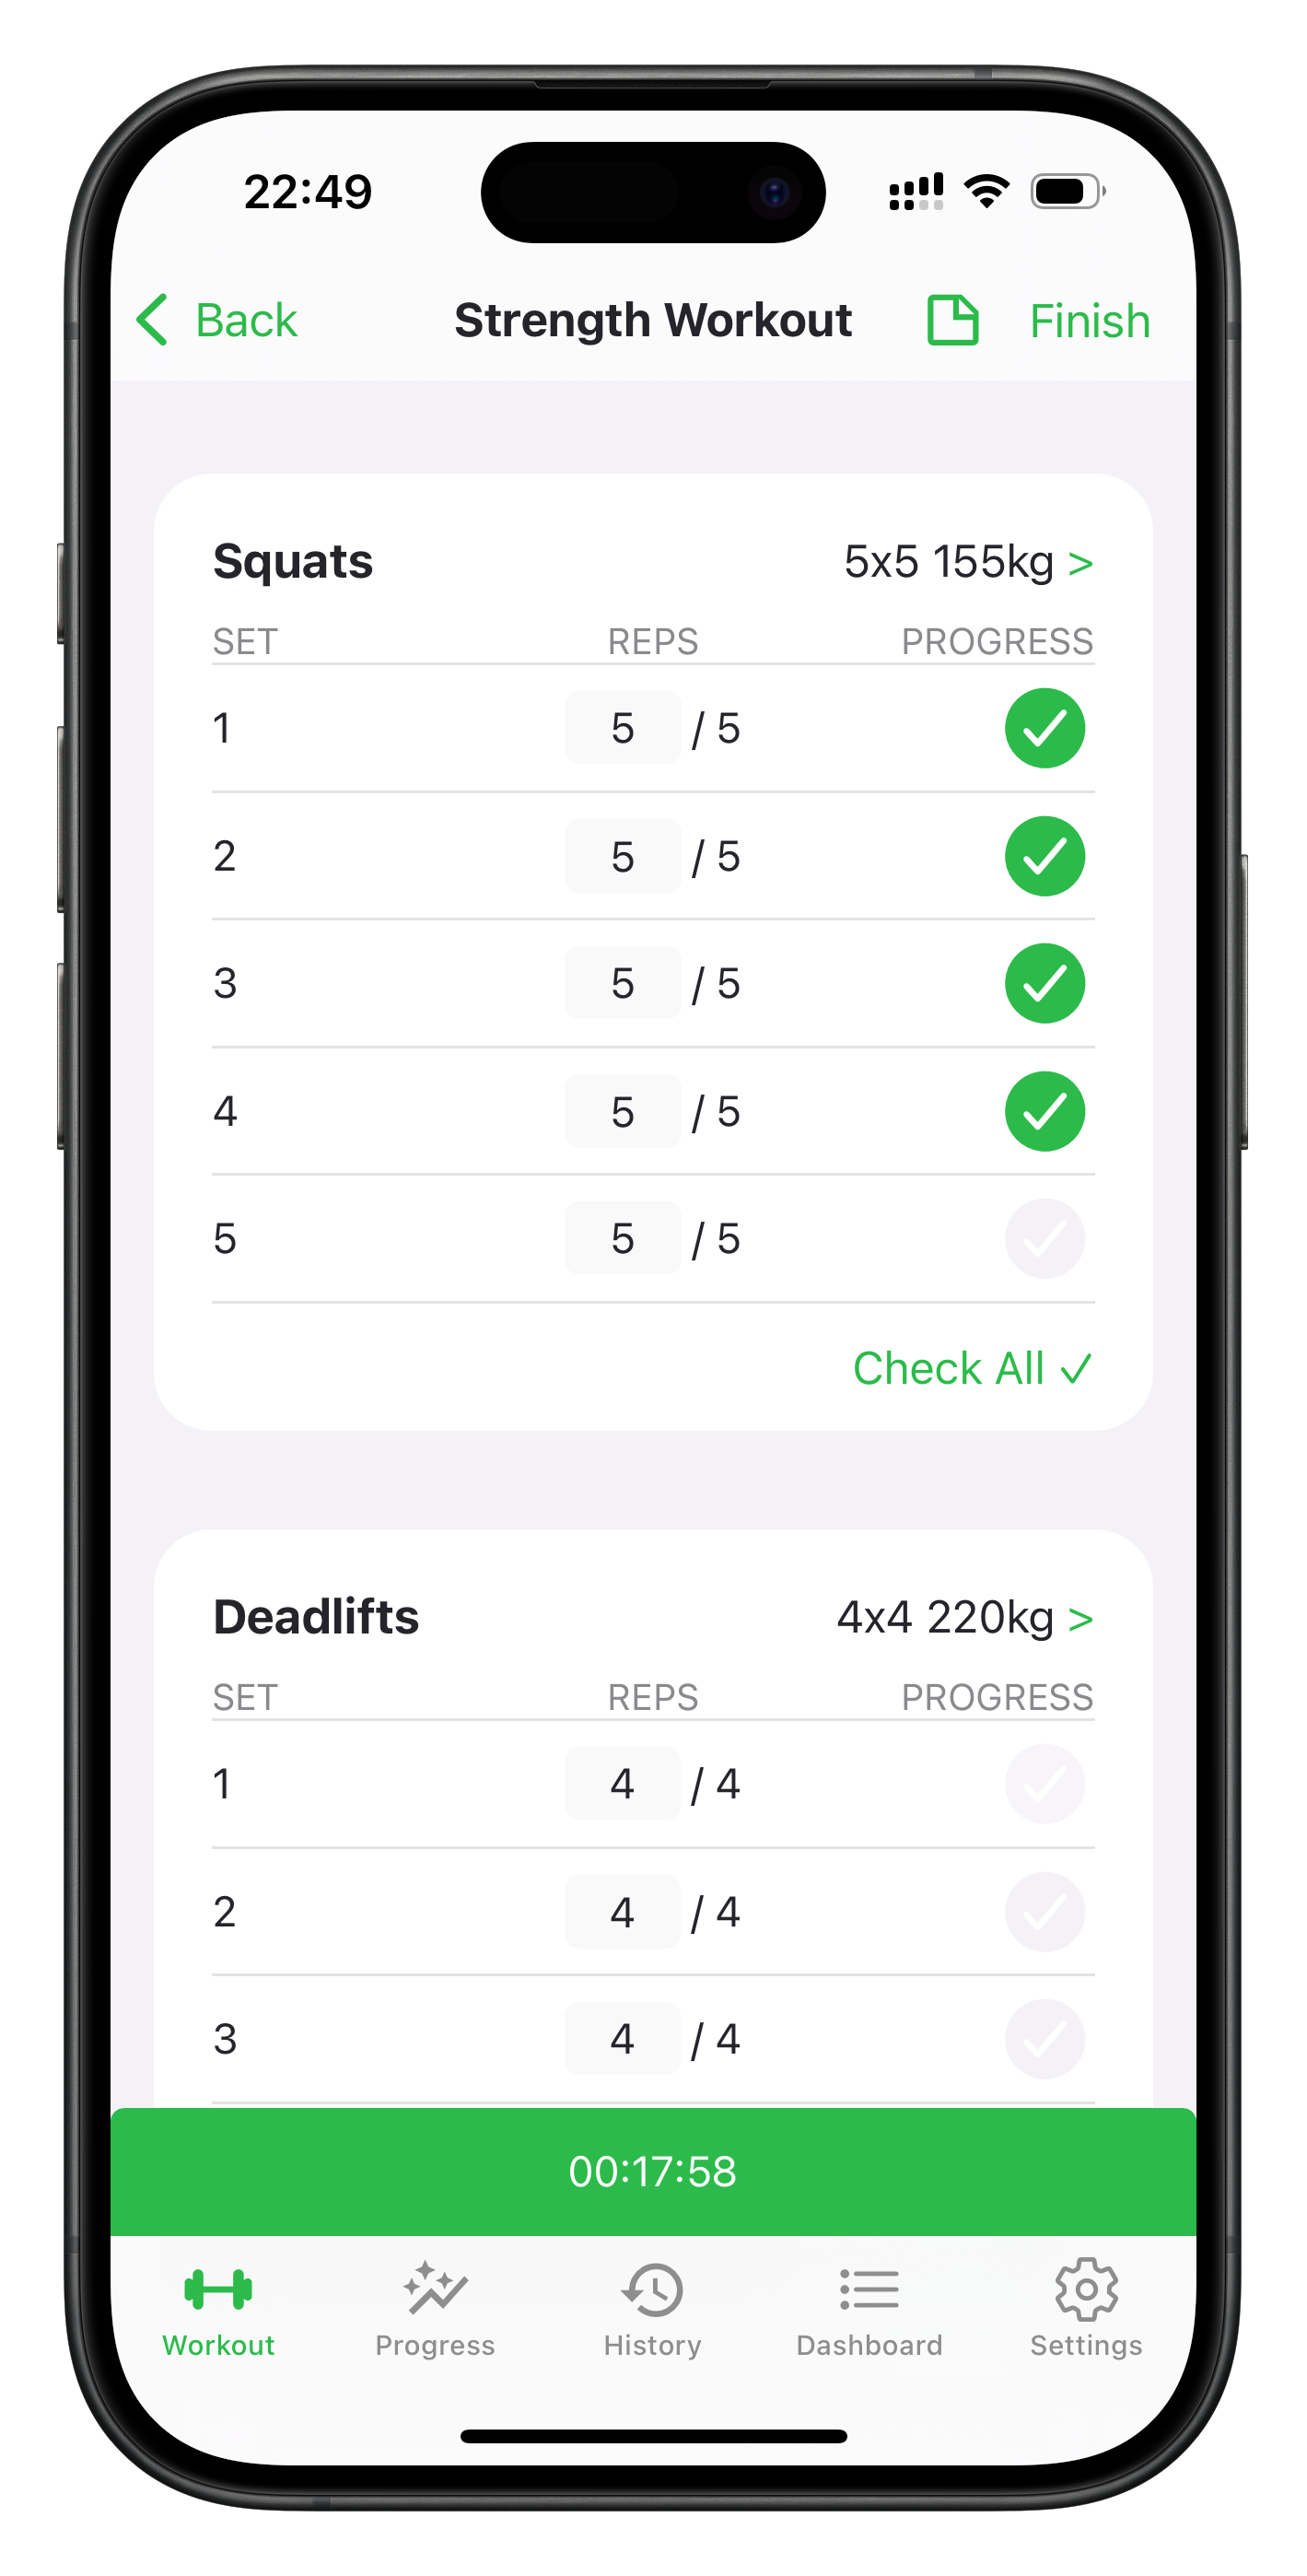 22:49
Back Strength Workout Finish
Squats 5x5 155kg >
SET REPS PROGRESS
1 5 / 5
2 5 / 5
3 5 / 5
4 5 / 5
5 5 / 5
Check All ✓
Deadlifts 4x4 220kg >
SET REPS PROGRESS
1 4 / 4
2 4 / 4
3 4 / 4
00:17:58
Workout Progress History Dashboard Settings